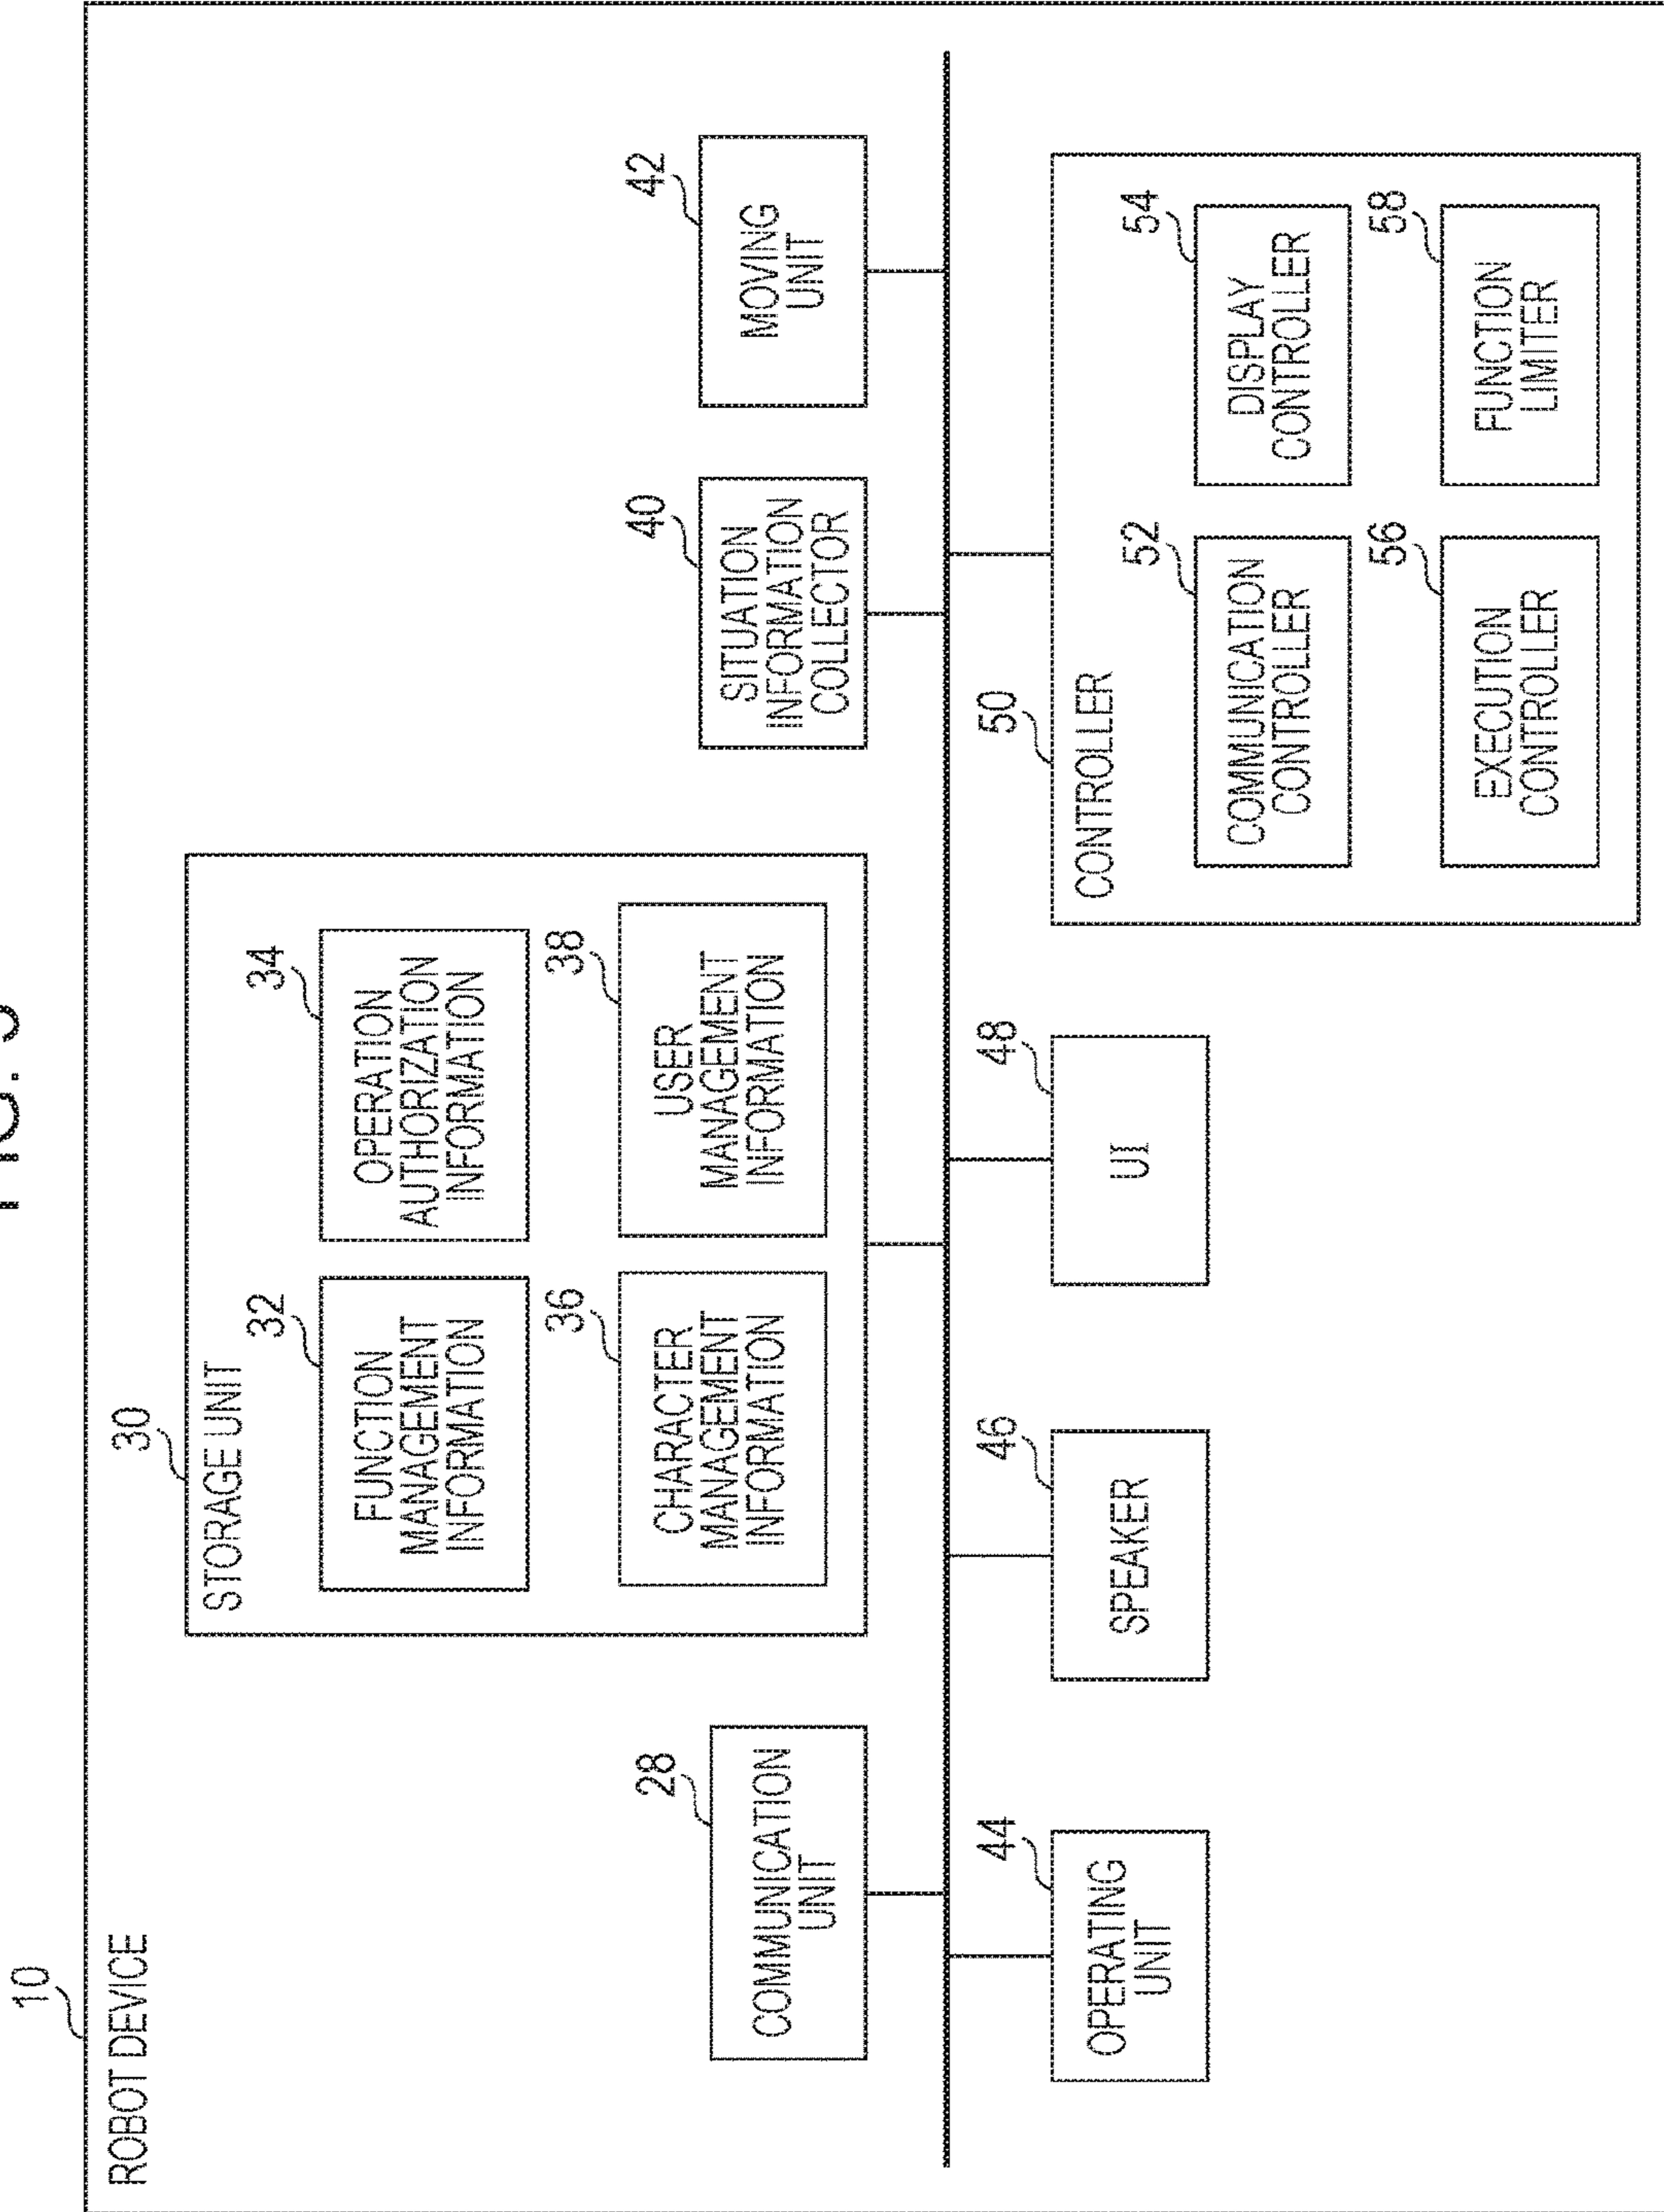 FIG.
10
ROBOT DEVICE
30
STORAGE UNIT
32
FUNCTION
MANAGEMENT
INFORMATION
34
OPERATION
AUTHORIZATION
INFORMATION
36
CHARACTER
MANAGEMENT
INFORMATION
38
USER
MANAGEMENT
INFORMATION
28
COMMUNICATION
UNIT
40
SITUATION
INFORMATION
COLLECTOR
42
MOVING
UNIT
44
OPERATING
UNIT
46
SPEAKER
48
UI
50
CONTROLLER
52
COMMUNICATION
CONTROLLER
54
DISPLAY
CONTROLLER
56
EXECUTION
CONTROLLER
58
FUNCTION
LIMITER